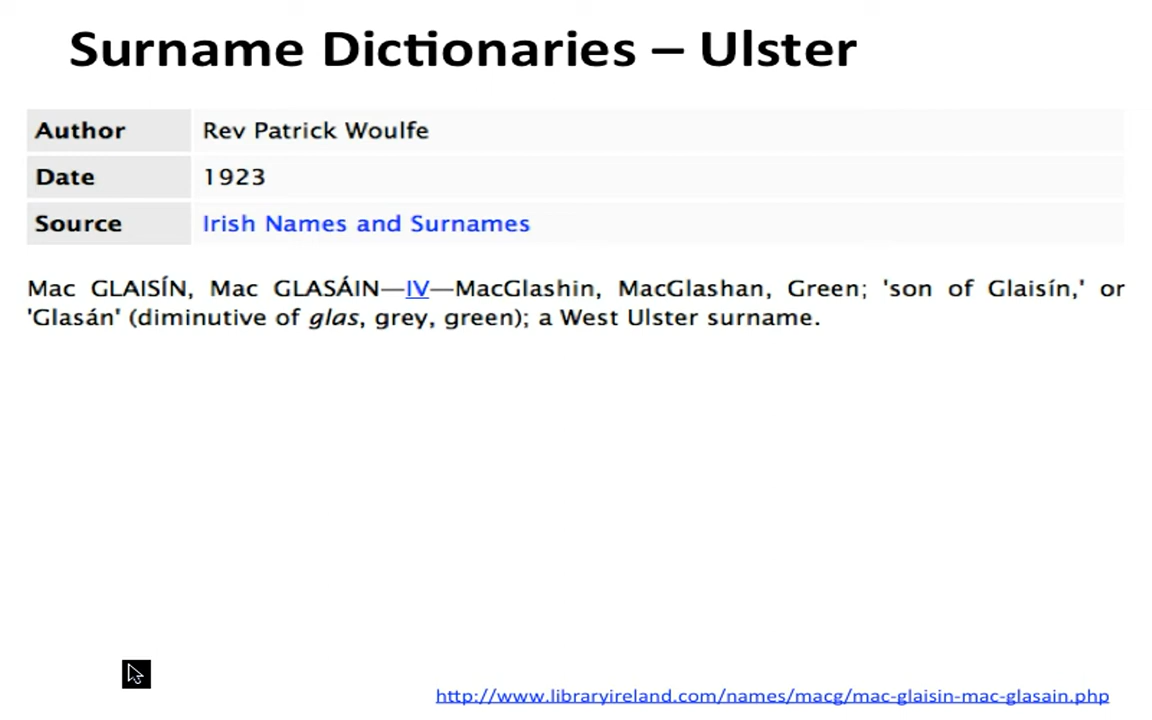 Surname Dictionaries – Ulster
Author Rev Patrick Woulfe
Date 1923
Source Irish Names and Surnames
Mac GLAISÍN, Mac GLASÁIN—IV—MacGlashin, MacGlashan, Green; 'son of Glaisín,' or
'Glasán' (diminutive of glas, grey, green); a West Ulster surname.
http://www.libraryireland.com/names/macg/mac-glaisin-mac-glasain.php